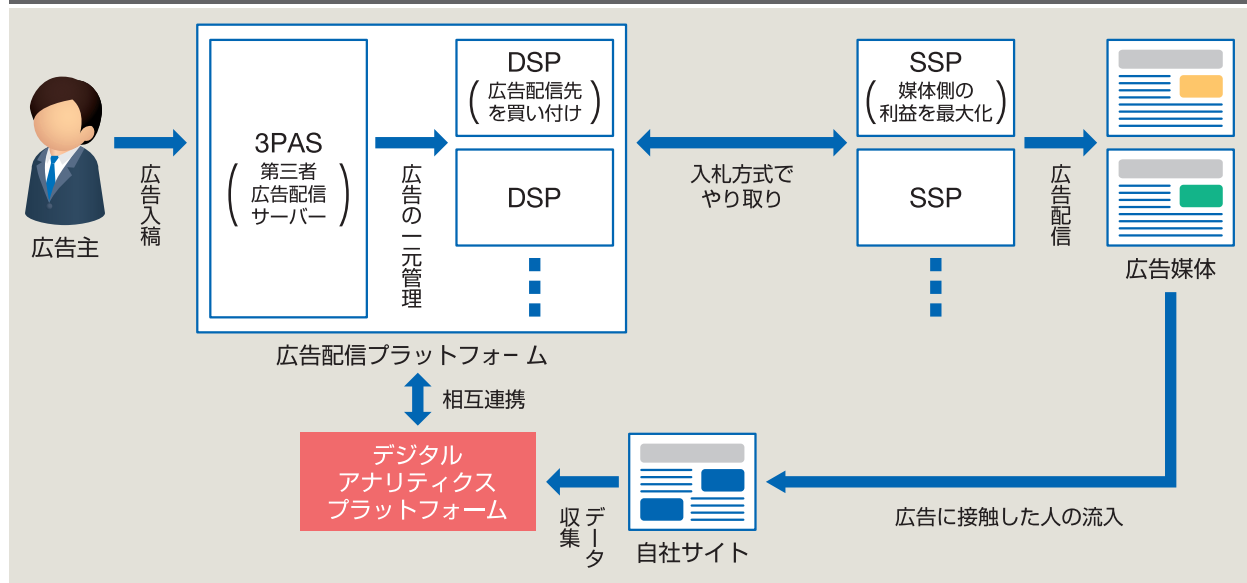 広告主
広告入稿
3PAS
(第三者
広告配信
サーバー)
広告の一元管理
DSP
(広告配信先
を買い付け)
DSP
広告配信プラットフォーム
入札方式で
やり取り
SSP
(媒体側の
利益を最大化)
SSP
広告配信
広告媒体
相互連携
デジタル
アナリティクス
プラットフォーム
データ
収集
自社サイト
広告に接触した人の流入